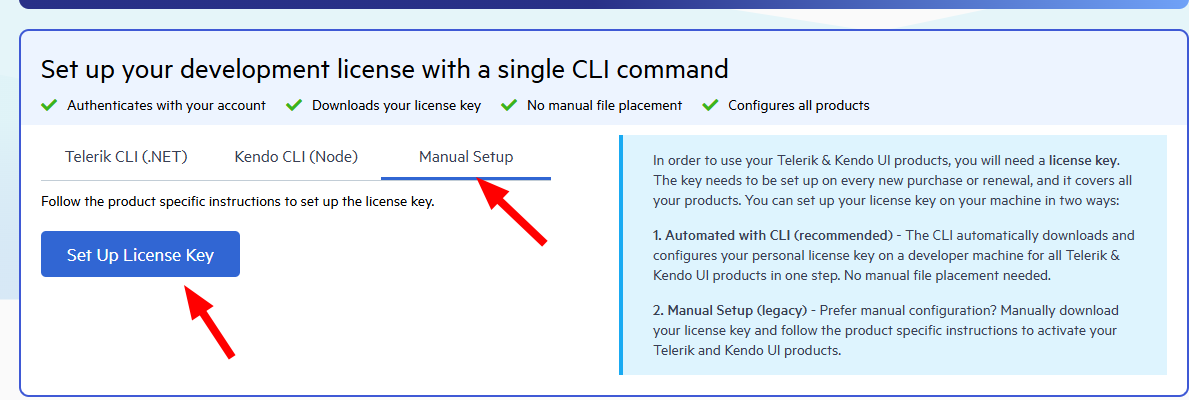 Set up your development license with a single CLI command
Authenticates with your account Downloads your license key No manual file placement Configures all products
Telerik CLI (.NET) Kendo CLI (Node) Manual Setup
Follow the product specific instructions to set up the license key.
Set Up License Key
In order to use your Telerik & Kendo UI products, you will need a license key.
The key needs to be set up on every new purchase or renewal, and it covers all
your products. You can set up your license key on your machine in two ways:
1. Automated with CLI (recommended) - The CLI automatically downloads and
configures your personal license key on a developer machine for all Telerik &
Kendo UI products in one step. No manual file placement needed.
2. Manual Setup (legacy) - Prefer manual configuration? Manually download
your license key and follow the product specific instructions to activate your
Telerik and Kendo UI products.